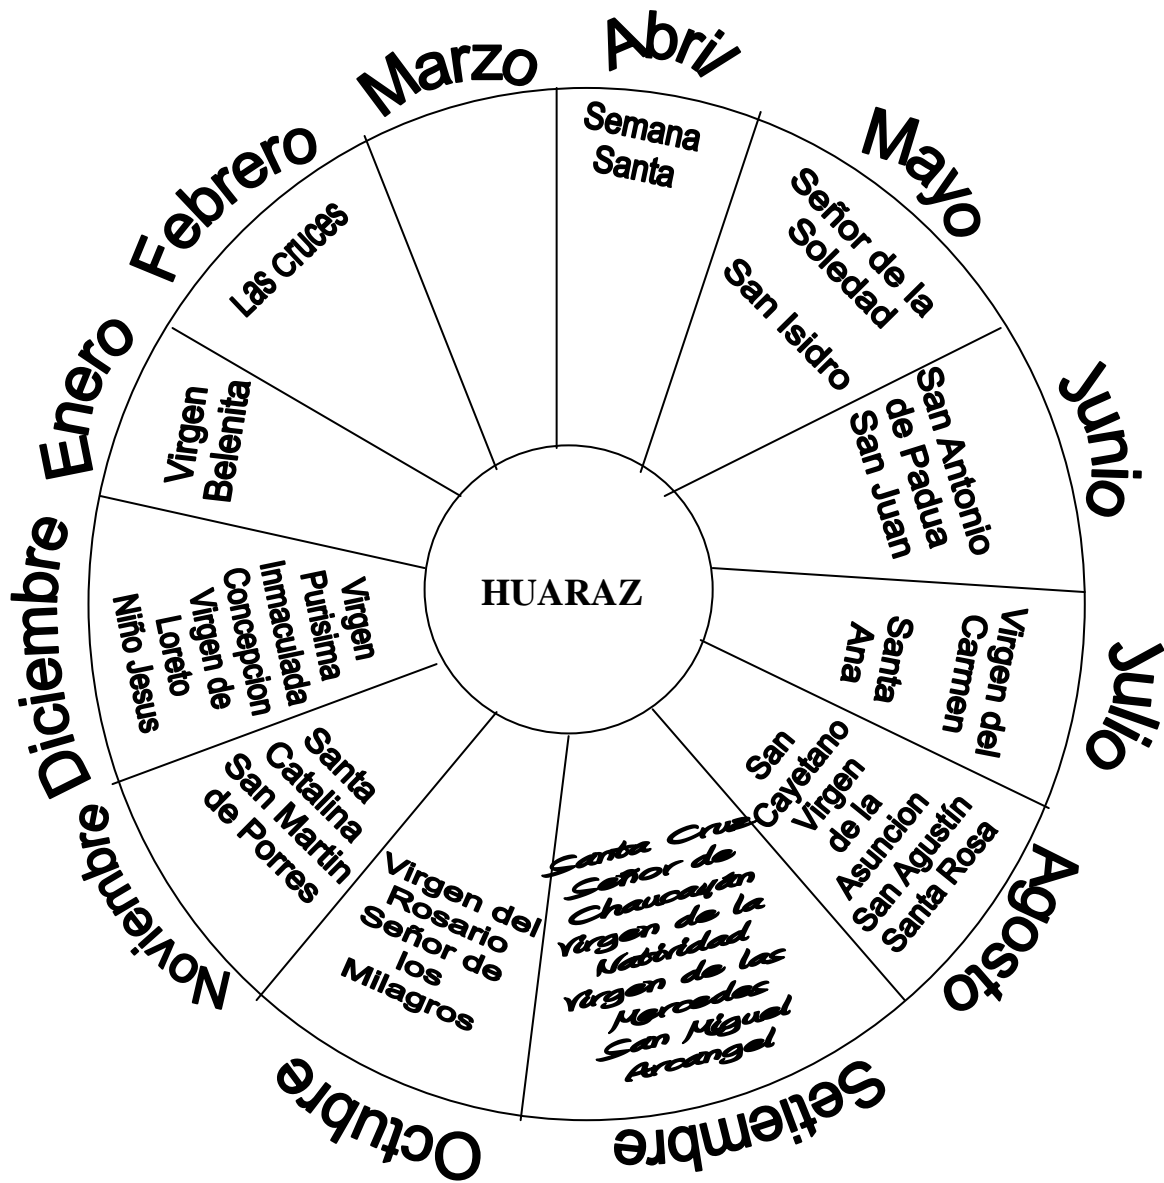 HUARAZ
Enero
Virgen
Belenita
Febrero
Las cruces
Marzo
Abril
Semana
Santa
Mayo
Señor de la
Soledad
San Isidro
Junio
San Antonio
de Padua
San Juan
Julio
Virgen del
Carmen
Santa
Ana
Agosto
San
Cayetano
Virgen
de la
Asuncion
San Agustín
Santa Rosa
Setiembre
Santa Cruz
Señor de
Chaucayán
Virgen de la
Natividad
Virgen de las
Mercedes
San Miguel
Arcangel
Octubre
Virgen del
Rosario
Señor de
los
Milagros
Noviembre
Santa
Catalina
San Martin
de Porres
Diciembre
Virgen
Purisima
Inmaculada
Concepcion
Virgen de
Loreto
Niño Jesus